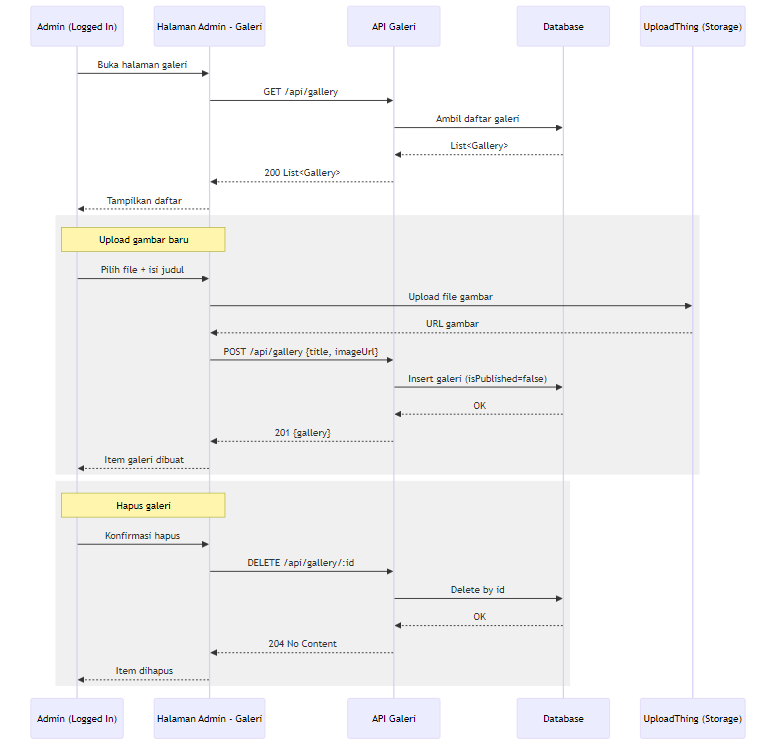 Admin (Logged In)
Halaman Admin - Galeri
API Galeri
Database
UploadThing (Storage)
Buka halaman galeri
GET /api/gallery
Ambil daftar galeri
List<Gallery>
200 List<Gallery>
Tampilkan daftar
Upload gambar baru
Pilih file + isi judul
Upload file gambar
URL gambar
POST /api/gallery {title, imageUrl}
Insert galeri (isPublished=false)
OK
201 {gallery}
Item galeri dibuat
Hapus galeri
Konfirmasi hapus
DELETE /api/gallery/:id
Delete by id
OK
204 No Content
Item dihapus
Admin (Logged In)
Halaman Admin - Galeri
API Galeri
Database
UploadThing (Storage)